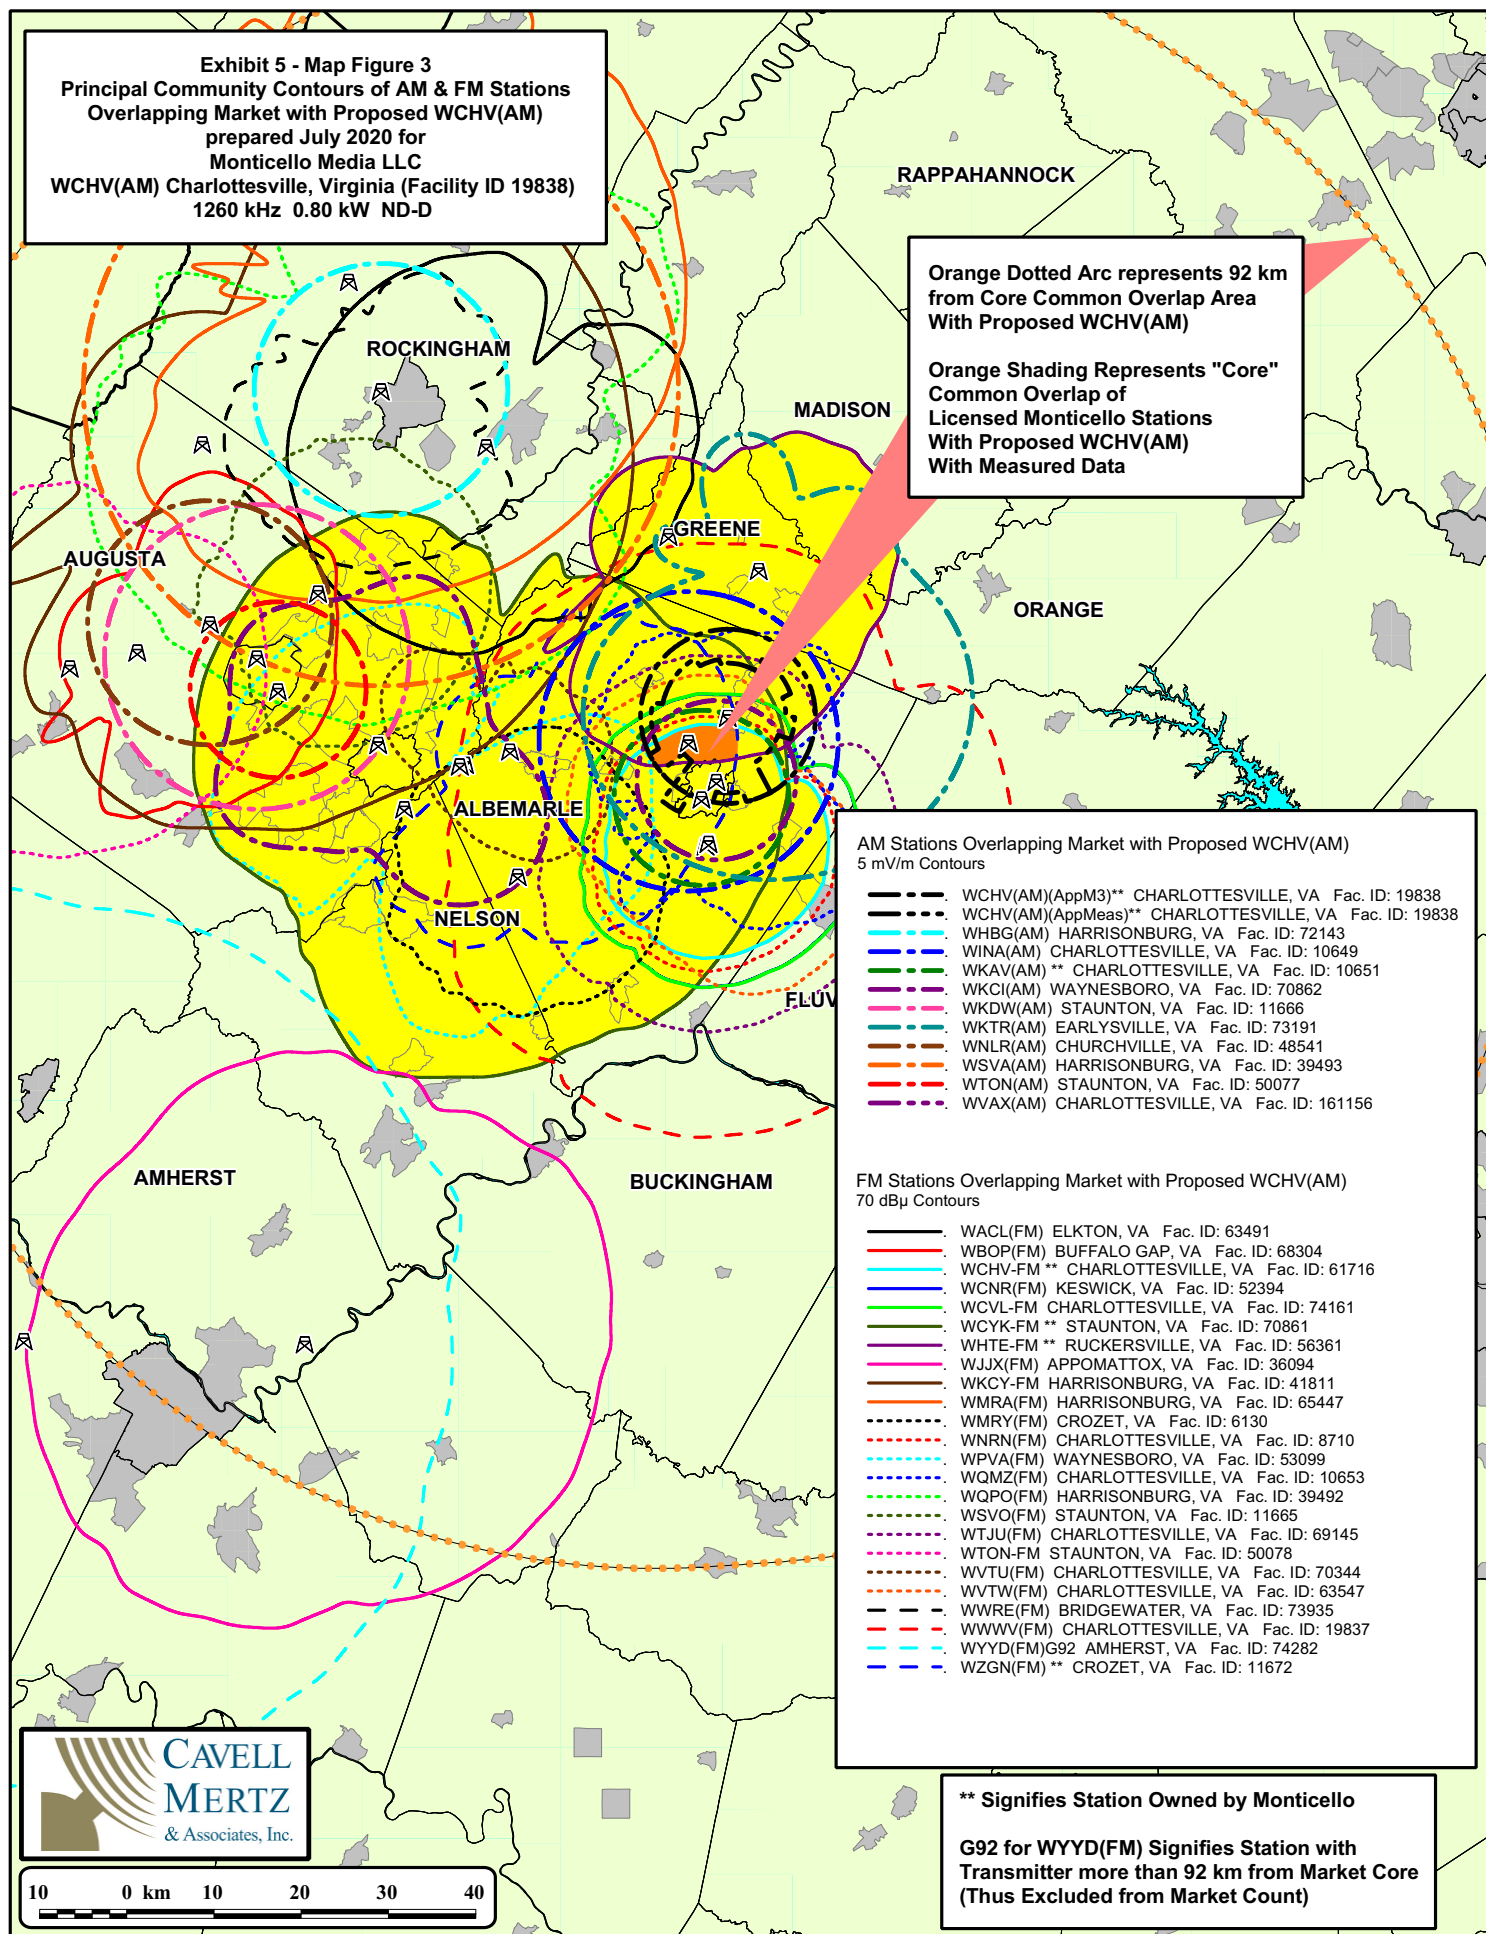 Exhibit 5 - Map Figure 3
Principal Community Contours of AM & FM Stations
Overlapping Market with Proposed WCHV(AM)
prepared July 2020 for
Monticello Media LLC
WCHV(AM) Charlottesville, Virginia (Facility ID 19838)
1260 kHz 0.80 kW ND-D
RAPPAHANNOCK
Orange Dotted Arc represents 92 km
from Core Common Overlap Area
With Proposed WCHV(AM)
Orange Shading Represents "Core"
Common Overlap of
Licensed Monticello Stations
With Proposed WCHV(AM)
With Measured Data
ROCKINGHAM
MADISON
GREENE
AUGUSTA
ORANGE
ALBEMARLE
NELSON
FLUV
AMHERST
BUCKINGHAM
AM Stations Overlapping Market with Proposed WCHV(AM)
5 mV/m Contours
WCHV(AM)(AppM3)** CHARLOTTESVILLE, VA Fac. ID: 19838
WCHV(AM)(AppMeas)** CHARLOTTESVILLE, VA Fac. ID: 19838
WHBG(AM) HARRISONBURG, VA Fac. ID: 72143
WINA(AM) CHARLOTTESVILLE, VA Fac. ID: 10649
WKAV(AM) ** CHARLOTTESVILLE, VA Fac. ID: 10651
WKCI(AM) WAYNESBORO, VA Fac. ID: 70862
WKDW(AM) STAUNTON, VA Fac. ID: 11666
WKTR(AM) EARLYSVILLE, VA Fac. ID: 73191
WNLR(AM) CHURCHVILLE, VA Fac. ID: 48541
WSVA(AM) HARRISONBURG, VA Fac. ID: 39493
WTON(AM) STAUNTON, VA Fac. ID: 50077
WVAX(AM) CHARLOTTESVILLE, VA Fac. ID: 161156
FM Stations Overlapping Market with Proposed WCHV(AM)
70 dBµ Contours
WACL(FM) ELKTON, VA Fac. ID: 63491
WBOP(FM) BUFFALO GAP, VA Fac. ID: 68304
WCHV-FM ** CHARLOTTESVILLE, VA Fac. ID: 61716
WCNR(FM) KESWICK, VA Fac. ID: 52394
WCVL-FM CHARLOTTESVILLE, VA Fac. ID: 74161
WCYK-FM ** STAUNTON, VA Fac. ID: 70861
WHTE-FM ** RUCKERSVILLE, VA Fac. ID: 56361
WJJX(FM) APPOMATTOX, VA Fac. ID: 36094
WKCY-FM HARRISONBURG, VA Fac. ID: 41811
WMRA(FM) HARRISONBURG, VA Fac. ID: 65447
WMRY(FM) CROZET, VA Fac. ID: 6130
WNRN(FM) CHARLOTTESVILLE, VA Fac. ID: 8710
WPVA(FM) WAYNESBORO, VA Fac. ID: 53099
WQMZ(FM) CHARLOTTESVILLE, VA Fac. ID: 10653
WQPO(FM) HARRISONBURG, VA Fac. ID: 39492
WSVO(FM) STAUNTON, VA Fac. ID: 11665
WTJU(FM) CHARLOTTESVILLE, VA Fac. ID: 69145
WTON-FM STAUNTON, VA Fac. ID: 50078
WVTU(FM) CHARLOTTESVILLE, VA Fac. ID: 70344
WVTW(FM) CHARLOTTESVILLE, VA Fac. ID: 63547
WWRE(FM) BRIDGEWATER, VA Fac. ID: 73935
WWWV(FM) CHARLOTTESVILLE, VA Fac. ID: 19837
WYYD(FM)G92 AMHERST, VA Fac. ID: 74282
WZGN(FM) ** CROZET, VA Fac. ID: 11672
CAVELL
MERTZ
& Associates, Inc.
** Signifies Station Owned by Monticello
G92 for WYYD(FM) Signifies Station with
Transmitter more than 92 km from Market Core
(Thus Excluded from Market Count)
10 0 km 10 20 30 40